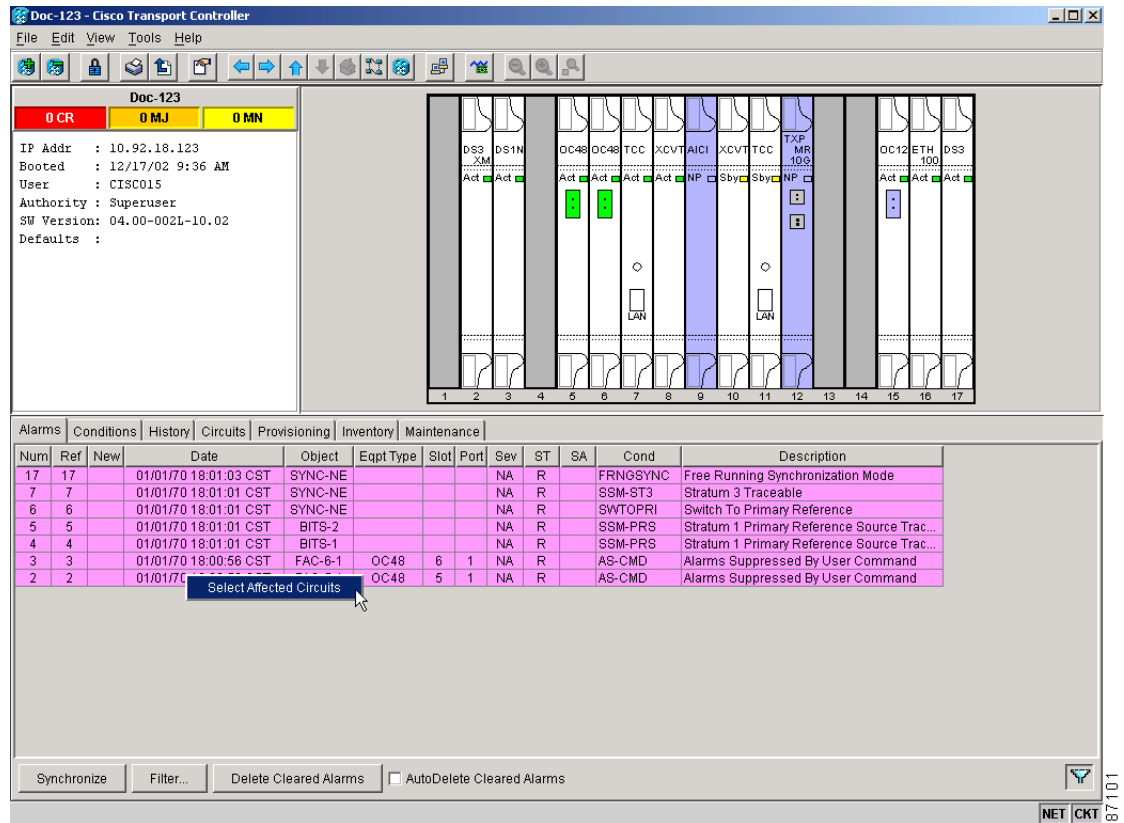 Doc-123 - Cisco Transport Controller
File Edit View Tools Help
Doc-123
0 CR 0 MJ 0 MN
IP Addr : 10.92.18.123
Booted : 12/17/02 9:36 AM
User : CISCO15
Authority : Superuser
SW Version: 04.00-002L-10.02
Defaults :
DS3 XM DS1N OC48 OC48 TCC XCVT AICI XCVT TCC TXP MR 10G OC12 ETH 100 DS3
Act Act Act Act Act Act NP Sby Sby NP Act Act Act
LAN LAN
1 2 3 4 5 6 7 8 9 10 11 12 13 14 15 16 17
Alarms Conditions History Circuits Provisioning Inventory Maintenance
Num Ref New Date Object Eqpt Type Slot Port Sev ST SA Cond Description
17 17 01/01/70 18:01:03 CST SYNC-NE NA R FRNGSYNC Free Running Synchronization Mode
7 7 01/01/70 18:01:01 CST SYNC-NE NA R SSM-ST3 Stratum 3 Traceable
6 6 01/01/70 18:01:01 CST SYNC-NE NA R SWTOPRI Switch To Primary Reference
5 5 01/01/70 18:01:01 CST BITS-2 NA R SSM-PRS Stratum 1 Primary Reference Source Trac...
4 4 01/01/70 18:01:01 CST BITS-1 NA R SSM-PRS Stratum 1 Primary Reference Source Trac...
3 3 01/01/70 18:00:56 CST FAC-6-1 OC48 6 1 NA R AS-CMD Alarms Suppressed By User Command
2 2 01/01/70 OC48 5 1 NA R AS-CMD Alarms Suppressed By User Command
Select Affected Circuits
Synchronize Filter... Delete Cleared Alarms AutoDelete Cleared Alarms
NET CKT
87101